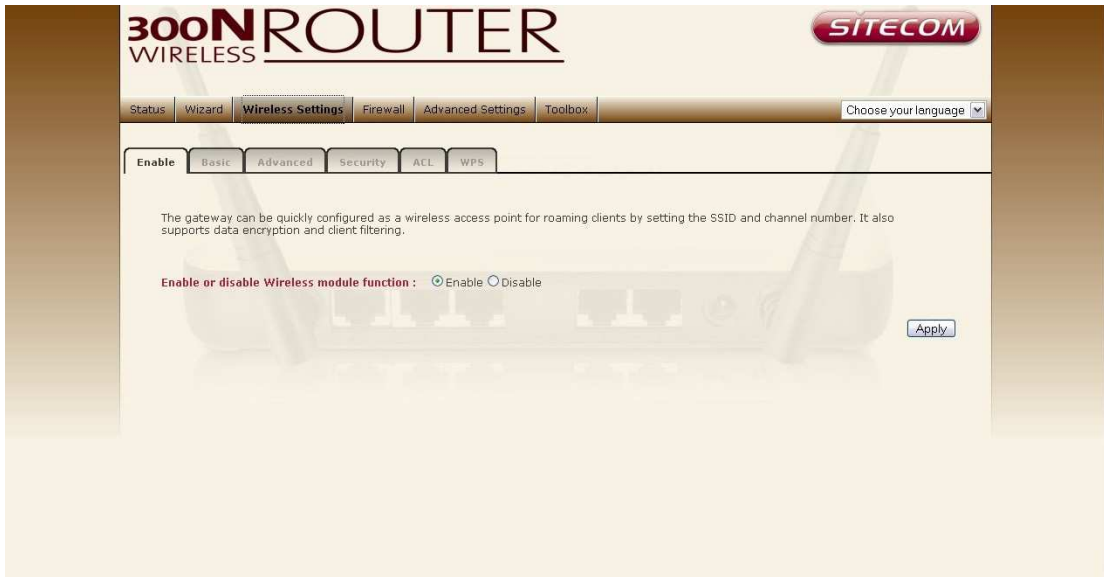 300N ROUTER
WIRELESS
SITECOM
Status Wizard Wireless Settings Firewall Advanced Settings Toolbox Choose your language
Enable Basic Advanced Security ACL WPS
The gateway can be quickly configured as a wireless access point for roaming clients by setting the SSID and channel number. It also
supports data encryption and client filtering.
Enable or disable Wireless module function : Enable Disable
Apply